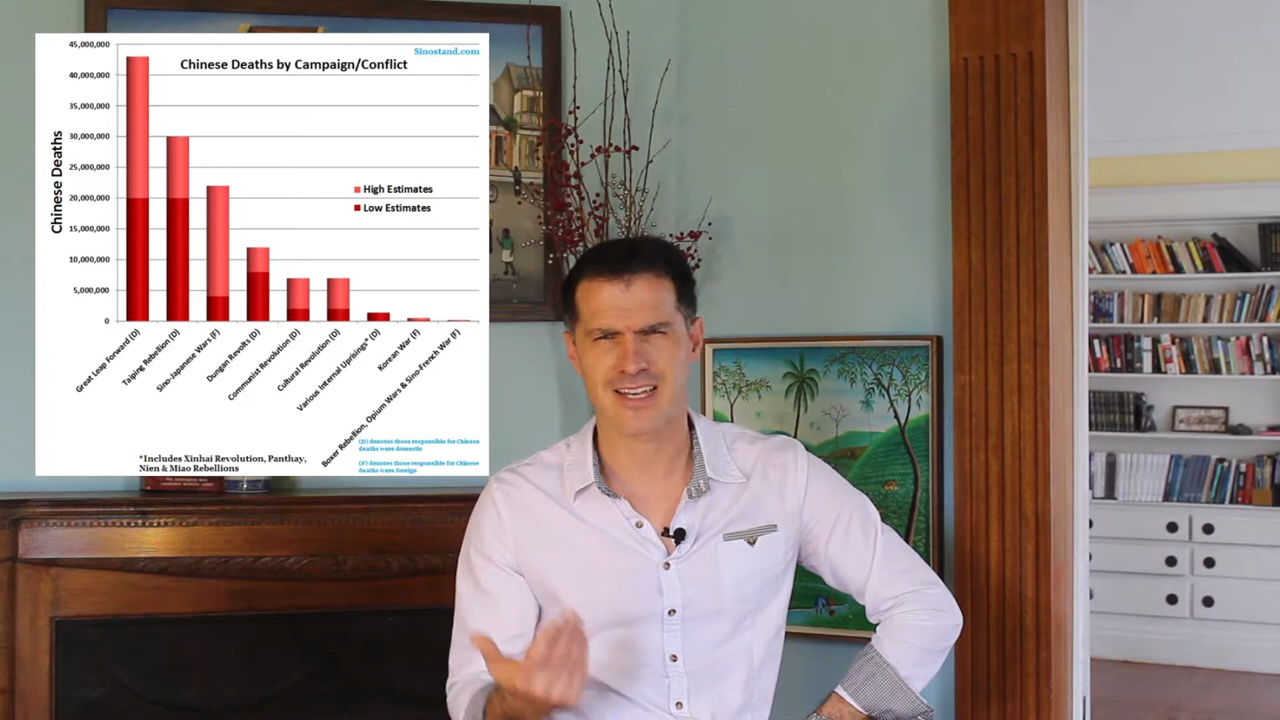 Sinostand.com
Chinese Deaths by Campaign/Conflict
45,000,000
40,000,000
35,000,000
30,000,000
25,000,000
20,000,000
15,000,000
10,000,000
5,000,000
0
Chinese Deaths
High Estimates
Low Estimates
Great Leap Forward (D)
Taiping Rebellion (D)
Sino-Japanese Wars (F)
Dungan Revolts (D)
Communist Revolution (D)
Cultural Revolution (D)
Various Internal Uprisings* (D)
Korean War (F)
Boxer Rebellion, Opium Wars & Sino-French War (F)
(D) denotes those responsible for Chinese
deaths were domestic
(F) denotes those responsible for Chinese
deaths were foreign
*Includes Xinhai Revolution, Panthay,
Nien & Miao Rebellions